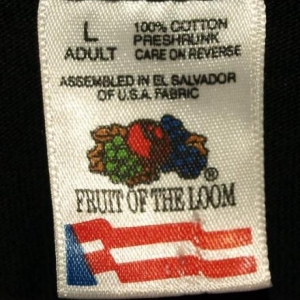 L
ADULT
100% COTTON
PRESHRUNK
CARE ON REVERSE
ASSEMBLED IN EL SALVADOR
OF U.S.A. FABRIC
®
FRUIT OF THE LOOM